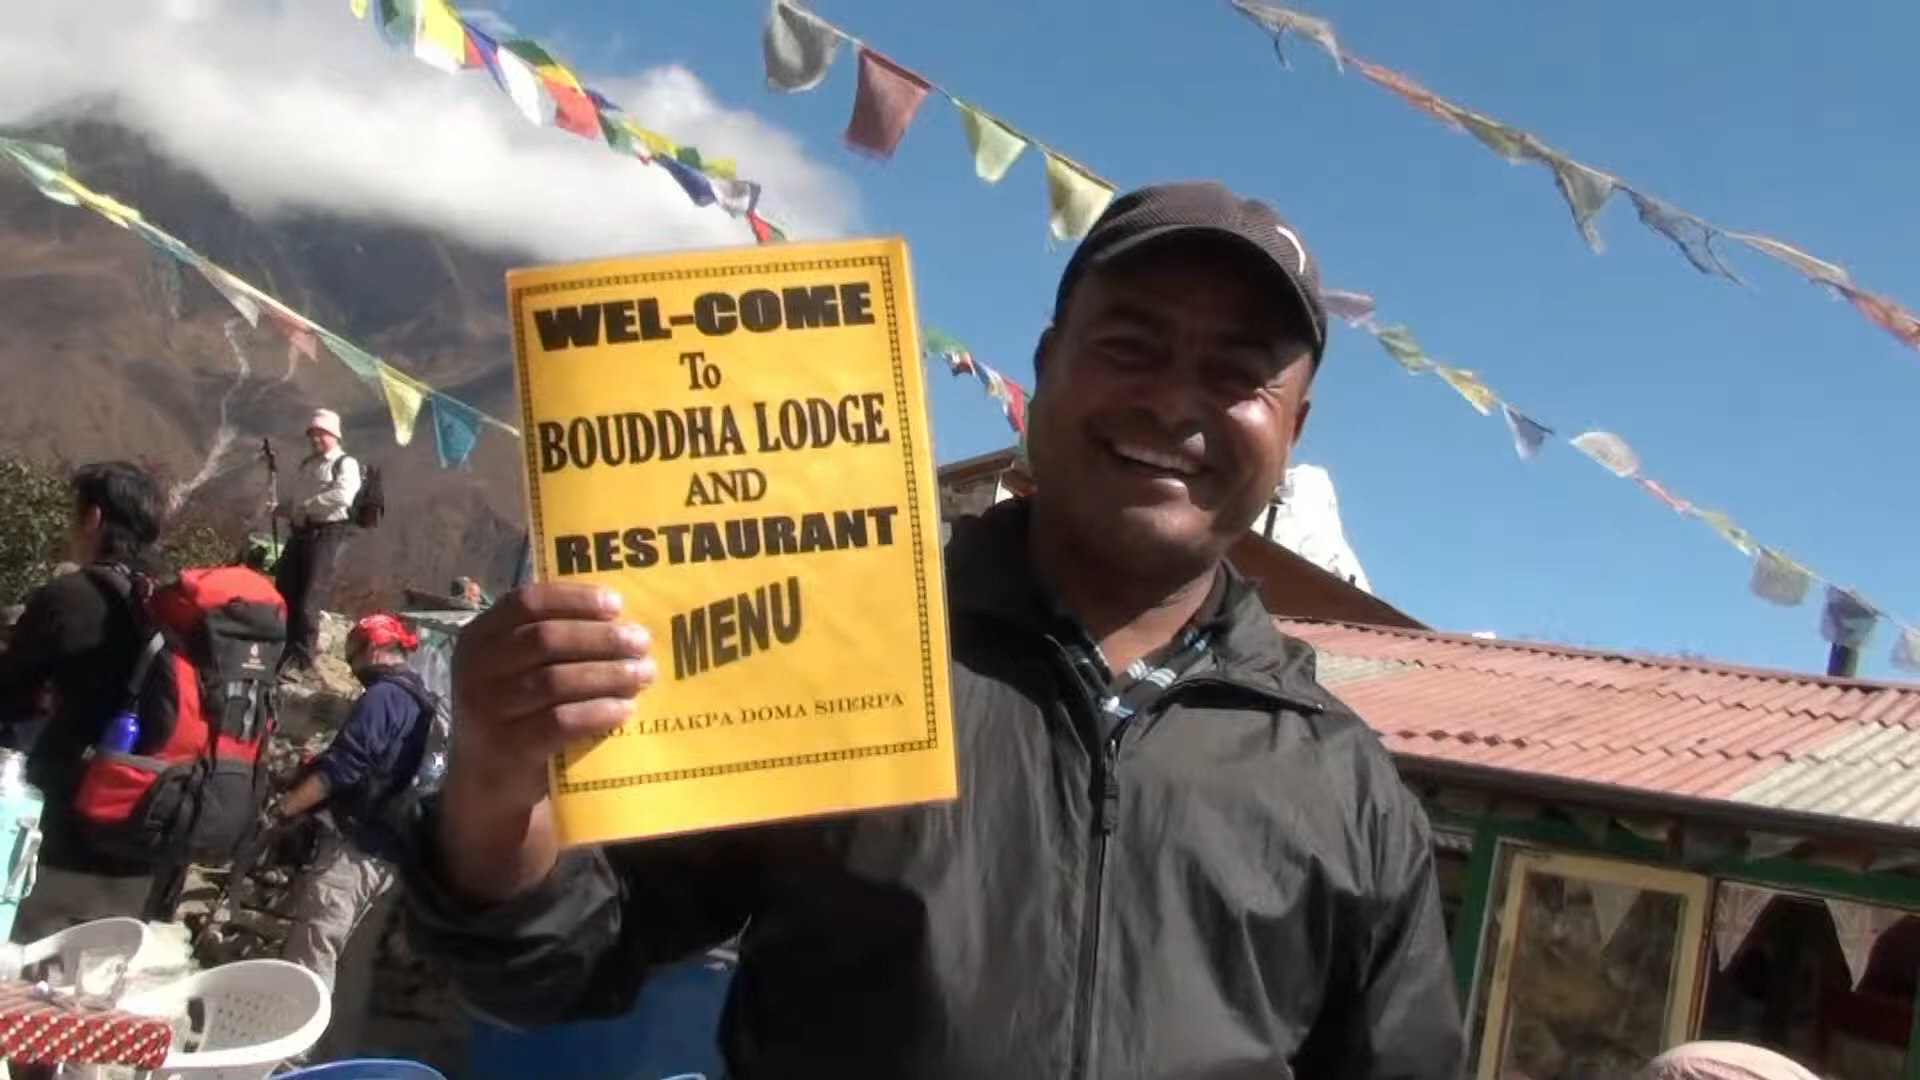 WEL-COME
To
BOUDDHA LODGE
AND
RESTAURANT
MENU
LHAKPA DOMA SHERPA